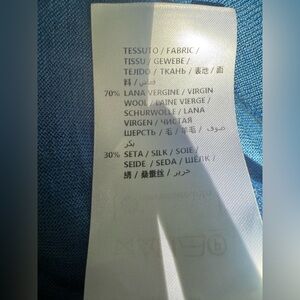 TESSUTO / FABRIC /
TISSU / GEWEBE /
TEJIDO / ТКАНЬ / 表地 / 面
料 / قماش
70% LANA VERGINE / VIRGIN
WOOL / LAINE VIERGE /
SCHURWOLLE / LANA
VIRGEN / ЧИСТАЯ
ШЕРСТЬ / 毛 / 羊毛 / صوف
بكر
30% SETA / SILK / SOIE /
SEIDE / SEDA / ШЁЛК /
絹 / 桑蚕丝 / حرير